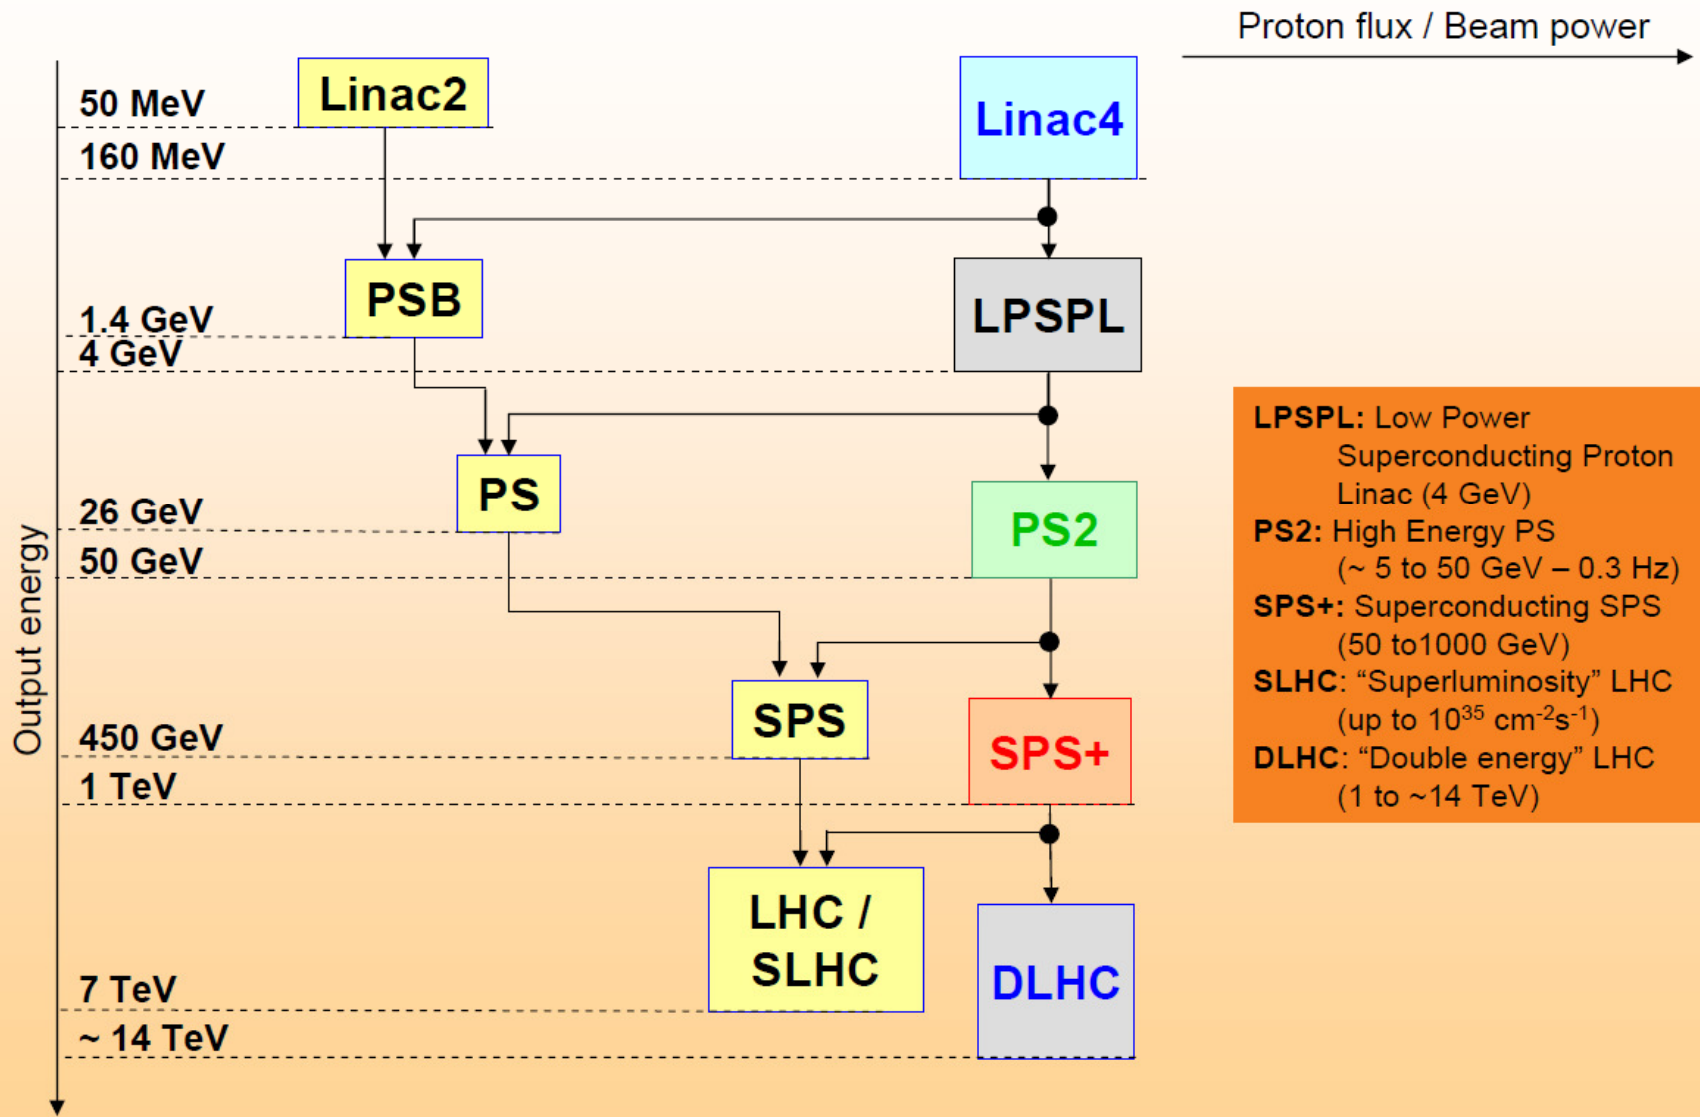 Proton flux / Beam power
Output energy
50 MeV
Linac2
Linac4
160 MeV
PSB
LPSPL
1.4 GeV
4 GeV
PS
PS2
26 GeV
50 GeV
SPS
SPS+
450 GeV
1 TeV
LHC /
SLHC
DLHC
7 TeV
~ 14 TeV
LPSPL: Low Power
Superconducting Proton
Linac (4 GeV)
PS2: High Energy PS
(~ 5 to 50 GeV – 0.3 Hz)
SPS+: Superconducting SPS
(50 to1000 GeV)
SLHC: “Superluminosity” LHC
(up to 10³⁵ cm⁻²s⁻¹)
DLHC: “Double energy” LHC
(1 to ~14 TeV)